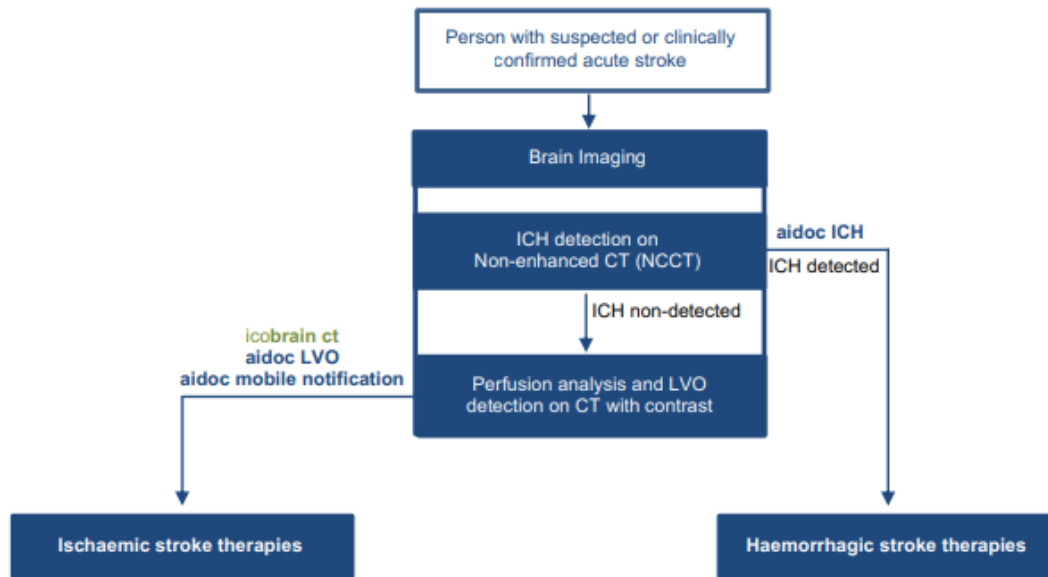 Person with suspected or clinically
confirmed acute stroke
Brain Imaging
ICH detection on
Non-enhanced CT (NCCT)
aidoc ICH
ICH detected
ICH non-detected
icobrain ct
aidoc LVO
aidoc mobile notification
Perfusion analysis and LVO
detection on CT with contrast
Ischaemic stroke therapies
Haemorrhagic stroke therapies